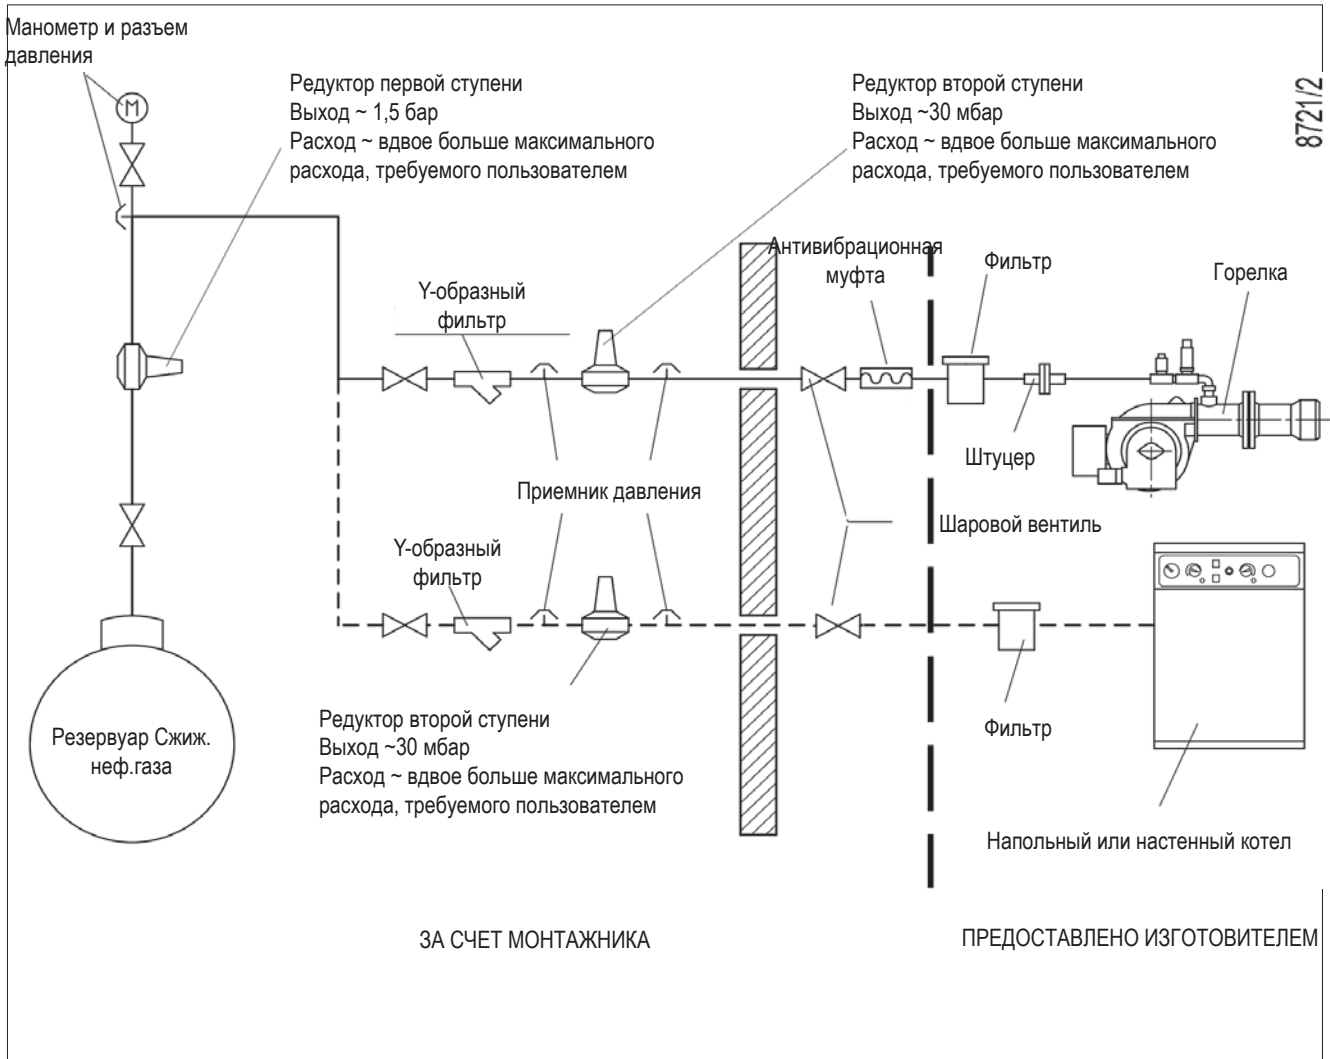 Манометр и разъем
давления
M
Редуктор первой ступени
Выход ~ 1,5 бар
Расход ~ вдвое больше максимального
расхода, требуемого пользователем
Редуктор второй ступени
Выход ~30 мбар
Расход ~ вдвое больше максимального
расхода, требуемого пользователем
8721/2
Антивибрационная
муфта
Фильтр
Горелка
Y-образный
фильтр
Штуцер
Приемник давления
Шаровой вентиль
Y-образный
фильтр
Резервуар Сжиж.
неф.газа
Редуктор второй ступени
Выход ~30 мбар
Расход ~ вдвое больше максимального
расхода, требуемого пользователем
Фильтр
Напольный или настенный котел
ЗА СЧЕТ МОНТАЖНИКА
ПРЕДОСТАВЛЕНО ИЗГОТОВИТЕЛЕМ